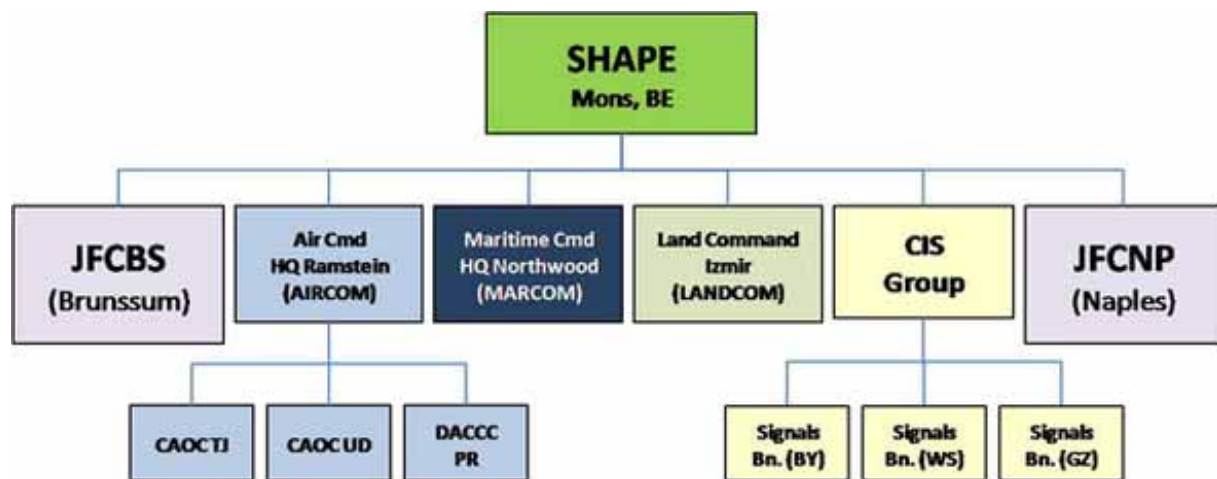 SHAPE
Mons, BE
JFCBS
(Brunssum)
Air Cmd
HQ Ramstein
(AIRCOM)
Maritime Cmd
HQ Northwood
(MARCOM)
Land Command
Izmir
(LANDCOM)
CIS
Group
JFCNP
(Naples)
CAOC TJ
CAOC UD
DACCC
PR
Signals
Bn. (BY)
Signals
Bn. (WS)
Signals
Bn. (GZ)